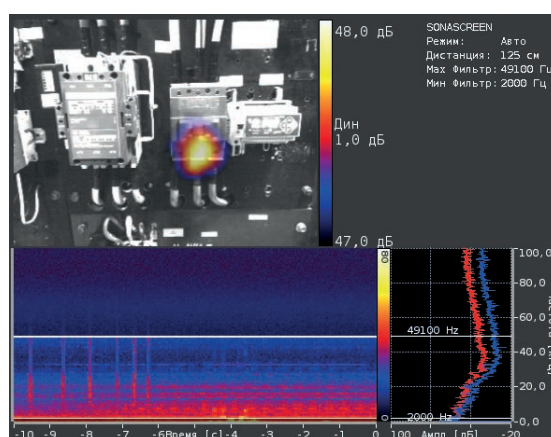 48,0 дБ
Дин
1,0 дБ
47,0 дБ
SONASCREEN
Режим: Авто
Дистанция: 125 см
Мах Фильтр: 49100 Гц
Мин Фильтр: 2000 Гц
80
0
49100 Hz
2000 Hz
100,0
80,0
60,0
40,0
20,0
0,0
-10 -9 -8 -7 -6 Время [с] -4 -3 -2 -1 0
100 Ампл [дБ] -20